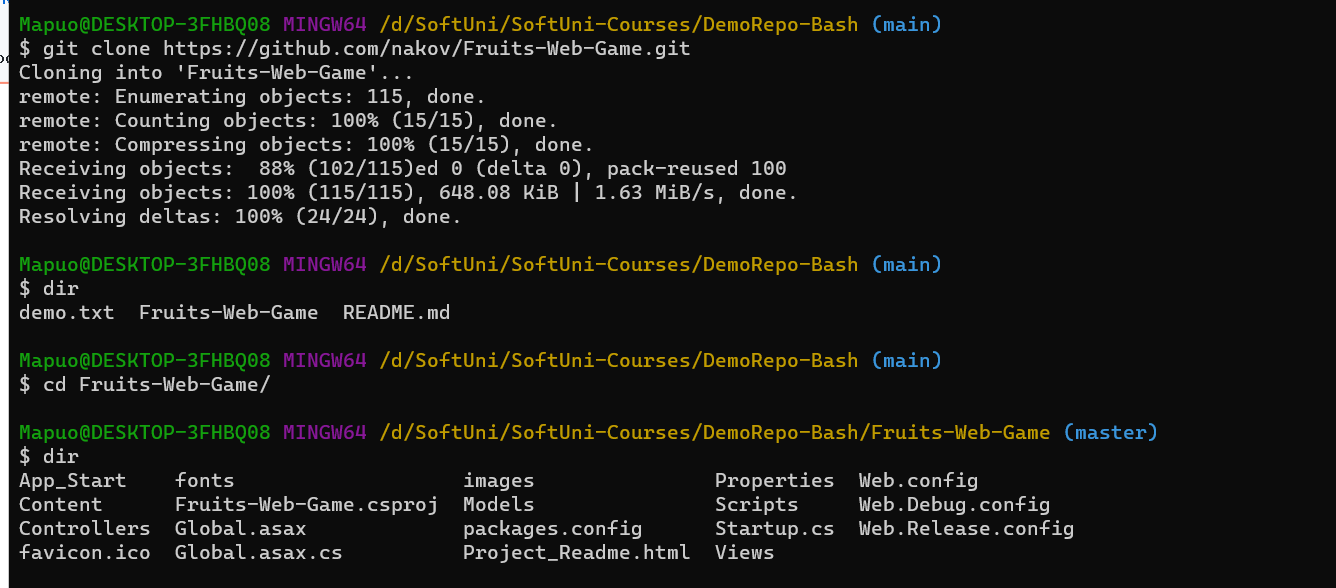 Mapuo@DESKTOP-3FHBQ08 MINGW64 /d/SoftUni/SoftUni-Courses/DemoRepo-Bash (main)
$ git clone https://github.com/nakov/Fruits-Web-Game.git
Cloning into 'Fruits-Web-Game'...
remote: Enumerating objects: 115, done.
remote: Counting objects: 100% (15/15), done.
remote: Compressing objects: 100% (15/15), done.
Receiving objects:  88% (102/115)ed 0 (delta 0), pack-reused 100
Receiving objects: 100% (115/115), 648.08 KiB | 1.63 MiB/s, done.
Resolving deltas: 100% (24/24), done.

Mapuo@DESKTOP-3FHBQ08 MINGW64 /d/SoftUni/SoftUni-Courses/DemoRepo-Bash (main)
$ dir
demo.txt  Fruits-Web-Game  README.md

Mapuo@DESKTOP-3FHBQ08 MINGW64 /d/SoftUni/SoftUni-Courses/DemoRepo-Bash (main)
$ cd Fruits-Web-Game/

Mapuo@DESKTOP-3FHBQ08 MINGW64 /d/SoftUni/SoftUni-Courses/DemoRepo-Bash/Fruits-Web-Game (master)
$ dir
App_Start    fonts                   images               Properties  Web.config
Content      Fruits-Web-Game.csproj  Models               Scripts     Web.Debug.config
Controllers  Global.asax             packages.config      Startup.cs  Web.Release.config
favicon.ico  Global.asax.cs          Project_Readme.html  Views